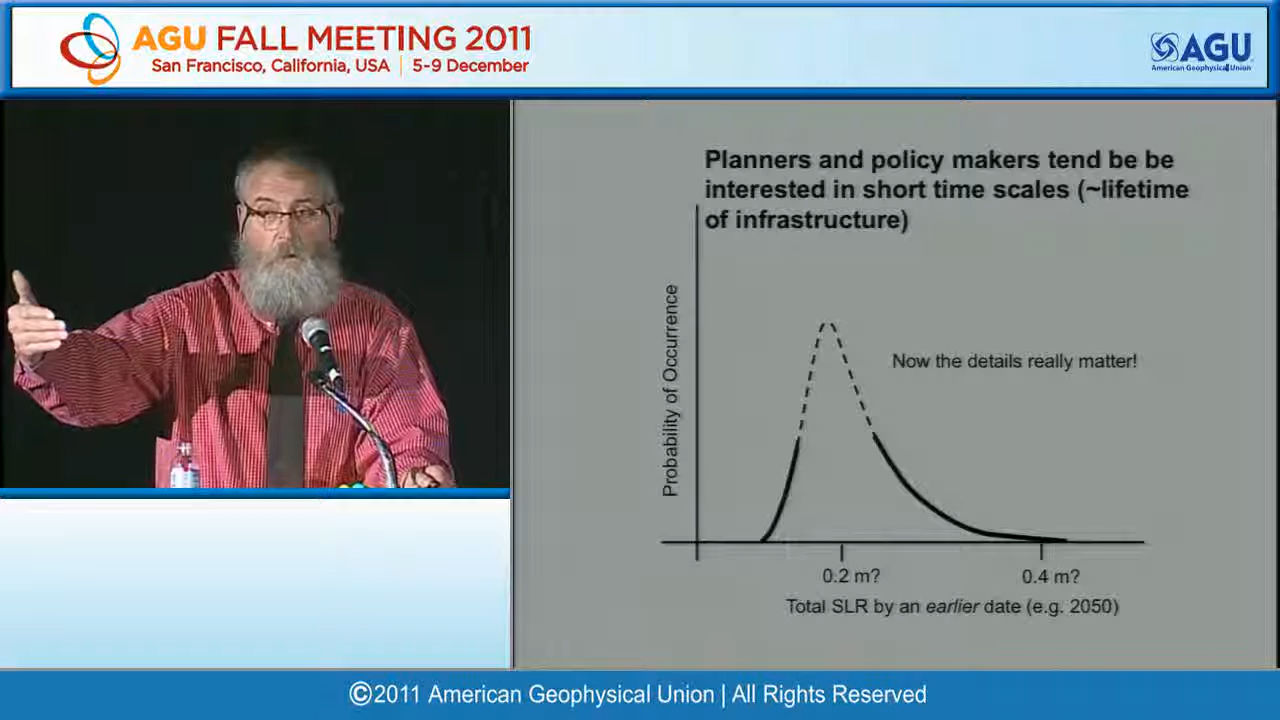 AGU FALL MEETING 2011
San Francisco, California, USA | 5-9 December
AGU
American Geophysical Union
Planners and policy makers tend be be
interested in short time scales (~lifetime
of infrastructure)
Probability of Occurrence
Now the details really matter!
0.2 m?
0.4 m?
Total SLR by an earlier date (e.g. 2050)
©2011 American Geophysical Union | All Rights Reserved